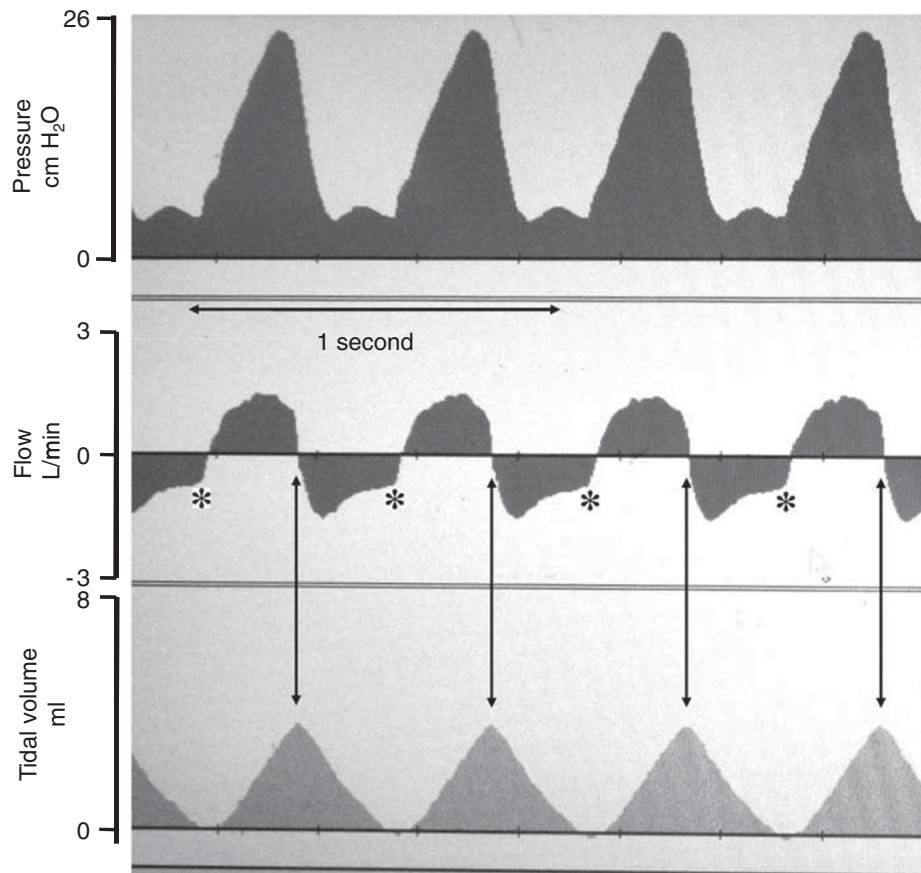 26
Pressure
cm H₂O
0
1 second
3
Flow
L/min
0
* * * *
-3
8
Tidal volume
ml
0